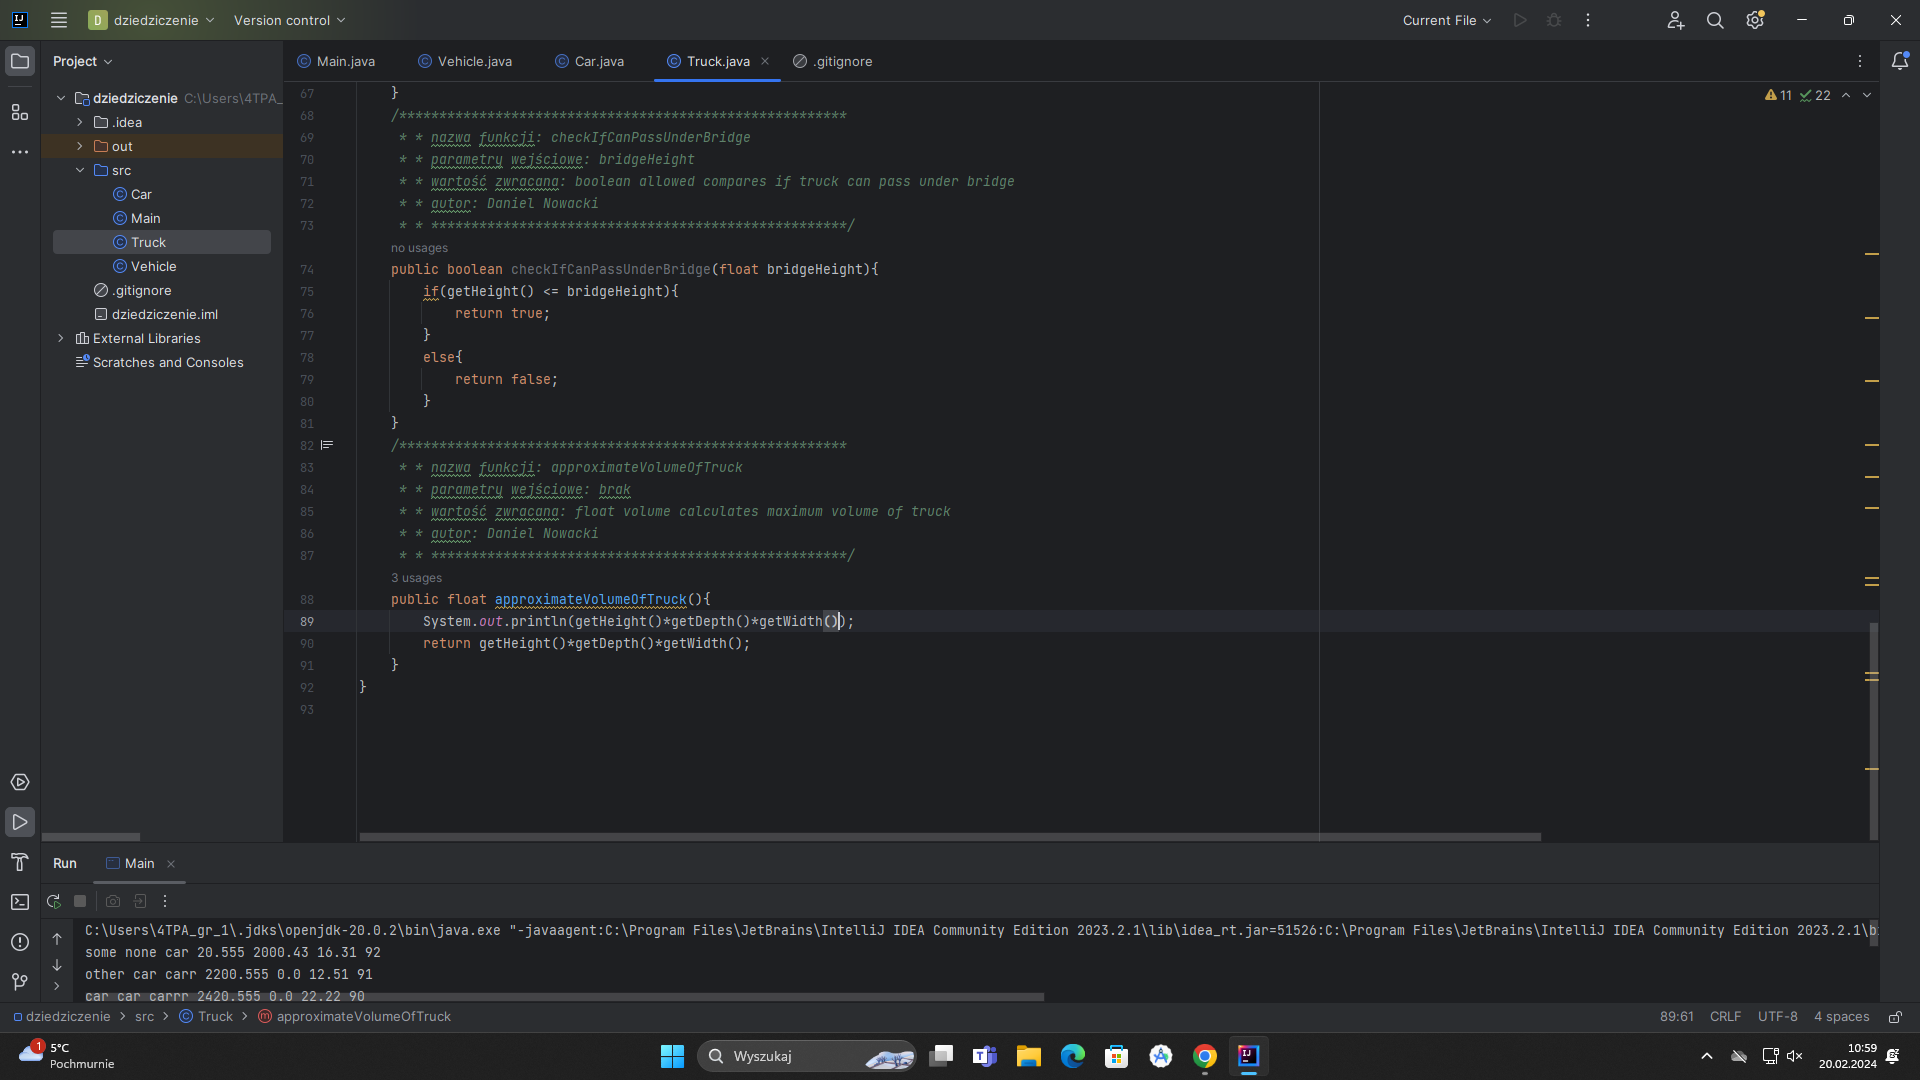 dziedziczenie
Version control
Current File
Project
Main.java
Vehicle.java
Car.java
Truck.java
.gitignore
dziedziczenie C:\Users\4TPA_
.idea
out
src
Car
Main
Truck
Vehicle
.gitignore
dziedziczenie.iml
External Libraries
Scratches and Consoles
11
22
67 }
68 /********************************************************
69 * * nazwa funkcji: checkIfCanPassUnderBridge
70 * * parametry wejściowe: bridgeHeight
71 * * wartość zwracana: boolean allowed compares if truck can pass under bridge
72 * * autor: Daniel Nowacki
73 * * ****************************************************/
no usages
74 public boolean checkIfCanPassUnderBridge(float bridgeHeight){
75 if(getHeight() <= bridgeHeight){
76 return true;
77 }
78 else{
79 return false;
80 }
81 }
82 /********************************************************
83 * * nazwa funkcji: approximateVolumeOfTruck
84 * * parametry wejściowe: brak
85 * * wartość zwracana: float volume calculates maximum volume of truck
86 * * autor: Daniel Nowacki
87 * * ****************************************************/
3 usages
88 public float approximateVolumeOfTruck(){
89 System.out.println(getHeight()*getDepth()*getWidth());
90 return getHeight()*getDepth()*getWidth();
91 }
92 }
93
Run
Main
C:\Users\4TPA_gr_1\.jdks\openjdk-20.0.2\bin\java.exe "-javaagent:C:\Program Files\JetBrains\IntelliJ IDEA Community Edition 2023.2.1\lib\idea_rt.jar=51526:C:\Program Files\JetBrains\IntelliJ IDEA Community Edition 2023.2.1\b
some none car 20.555 2000.43 16.31 92
other car carr 2200.555 0.0 12.51 91
car car carrr 2420.555 0.0 22.22 90
dziedziczenie > src > Truck > approximateVolumeOfTruck
89:61 CRLF UTF-8 4 spaces
1
5°C
Pochmurnie
Wyszukaj
10:59
20.02.2024